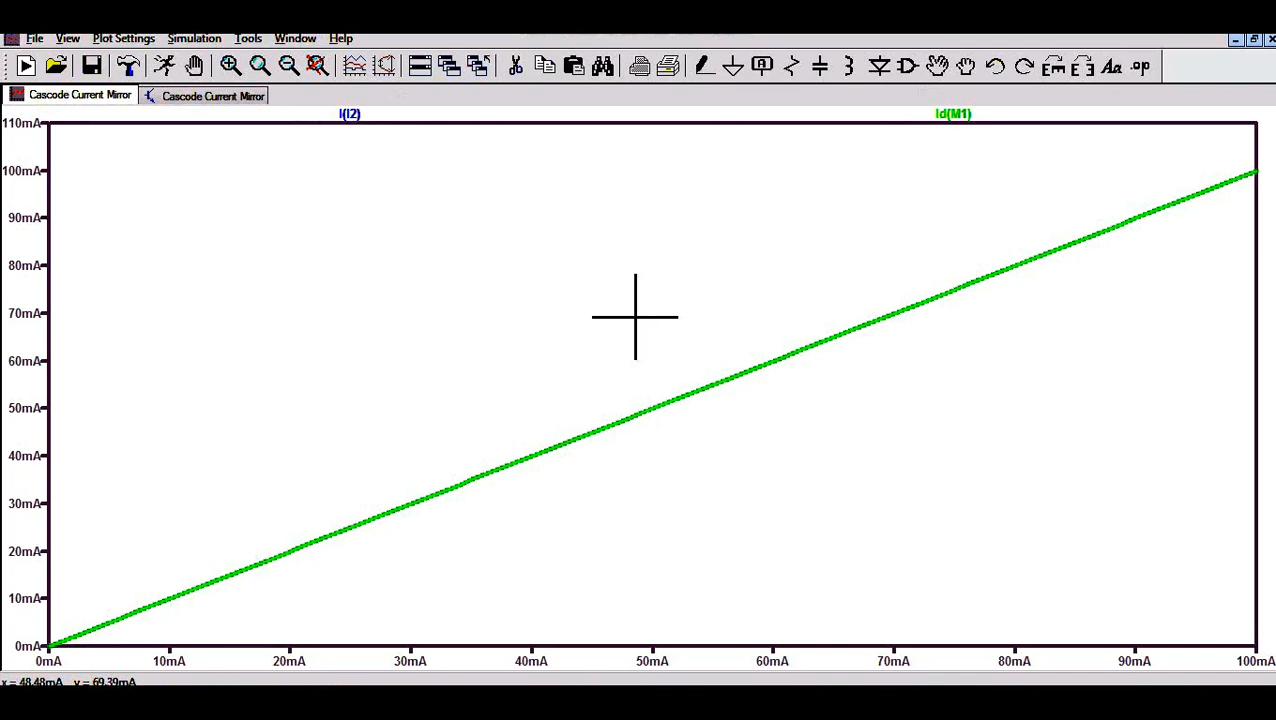 File View Plot Settings Simulation Tools Window Help
Aa .op
Cascode Current Mirror Cascode Current Mirror
I(I2) Id(M1)
110mA
100mA
90mA
80mA
70mA
60mA
50mA
40mA
30mA
20mA
10mA
0mA
0mA 10mA 20mA 30mA 40mA 50mA 60mA 70mA 80mA 90mA 100mA
x = 48.48mA y = 69.39mA